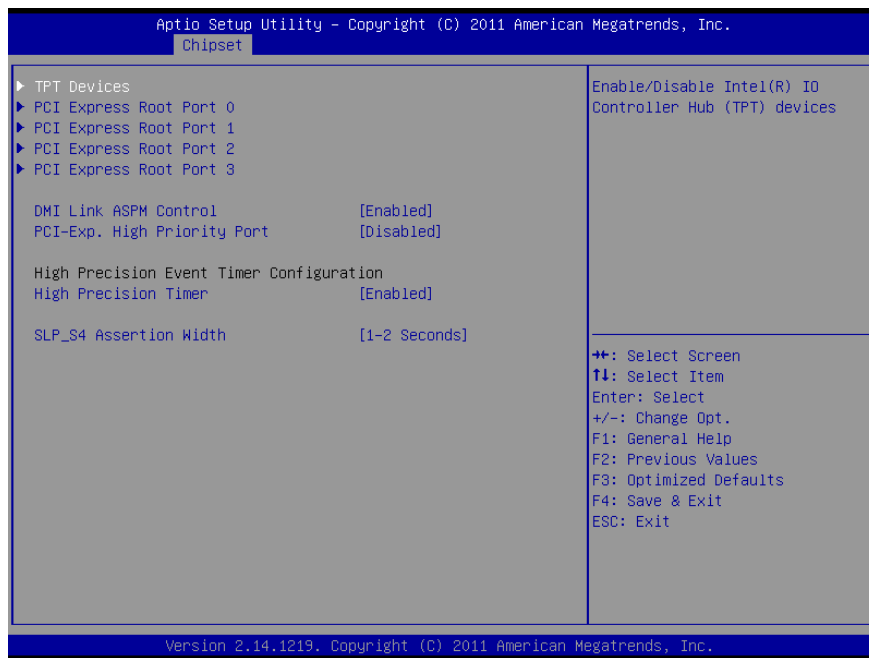 Aptio Setup Utility – Copyright (C) 2011 American Megatrends, Inc.
Chipset
TPT Devices
PCI Express Root Port 0
PCI Express Root Port 1
PCI Express Root Port 2
PCI Express Root Port 3
DMI Link ASPM Control [Enabled]
PCI-Exp. High Priority Port [Disabled]
High Precision Event Timer Configuration
High Precision Timer [Enabled]
SLP_S4 Assertion Width [1-2 Seconds]
Enable/Disable Intel(R) IO
Controller Hub (TPT) devices
→←: Select Screen
↑↓: Select Item
Enter: Select
+/-: Change Opt.
F1: General Help
F2: Previous Values
F3: Optimized Defaults
F4: Save & Exit
ESC: Exit
Version 2.14.1219. Copyright (C) 2011 American Megatrends, Inc.